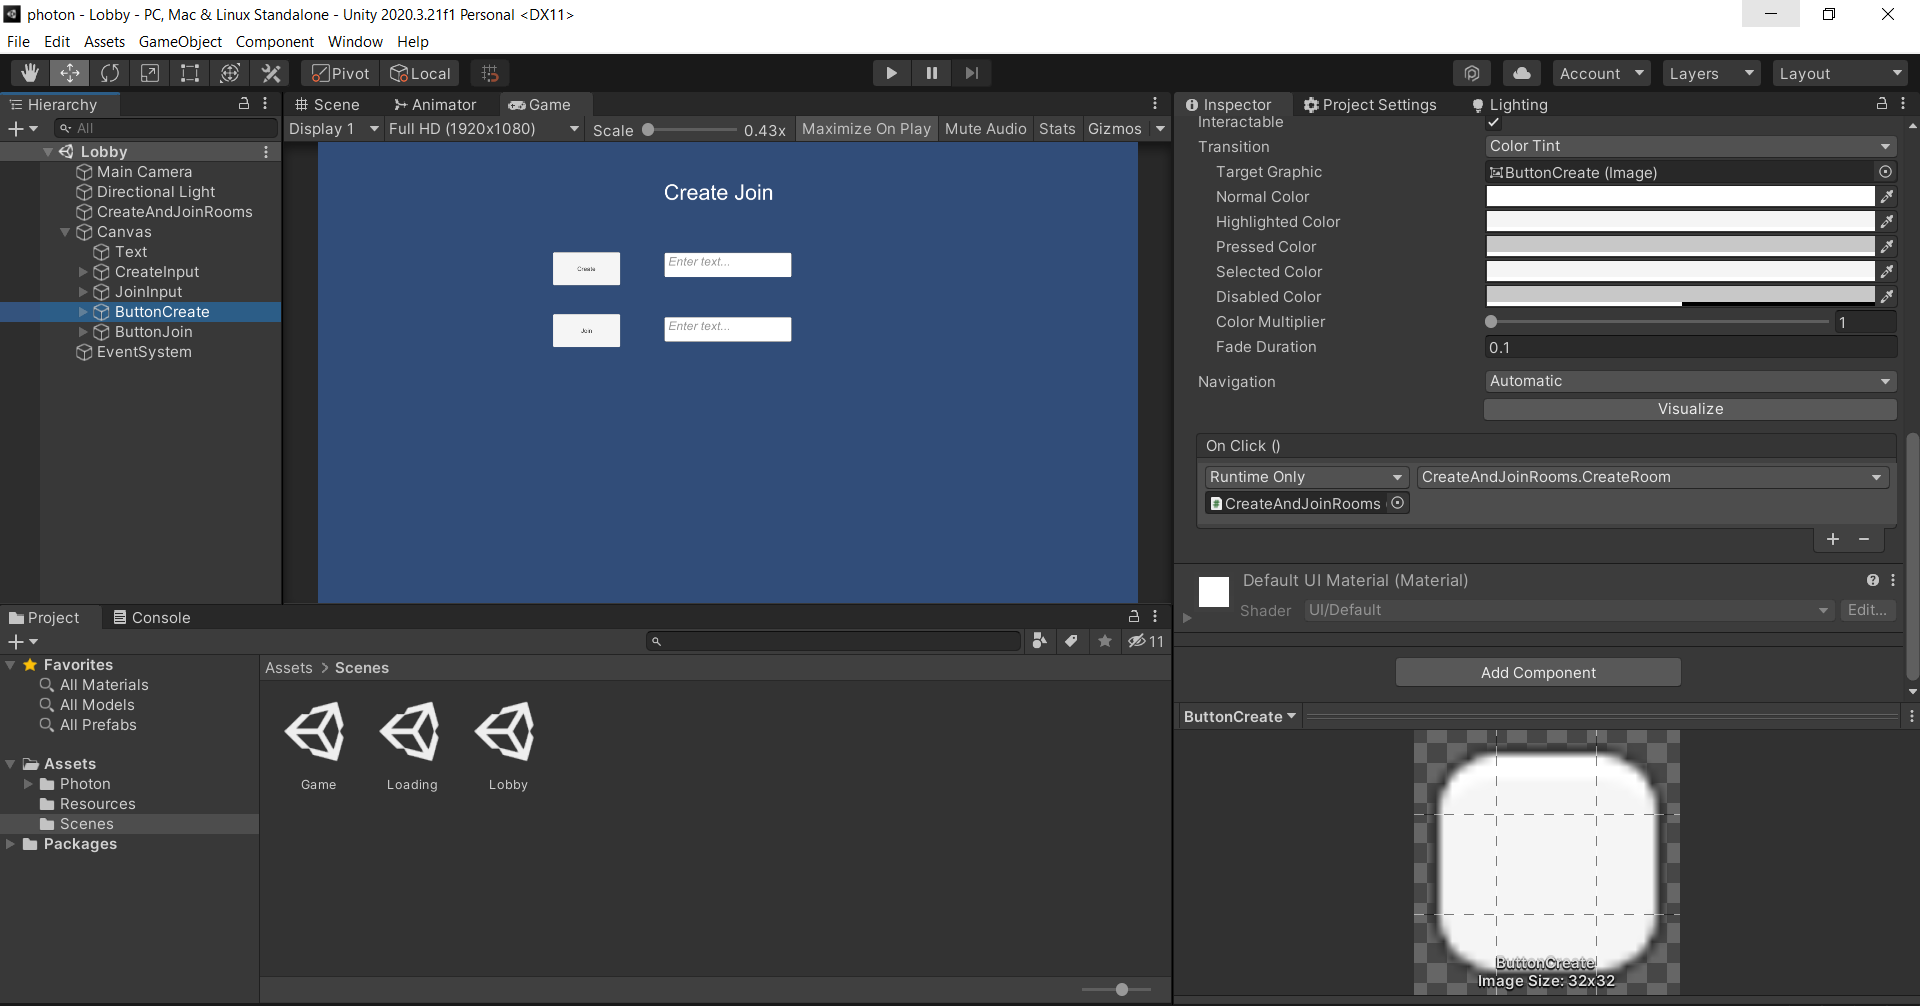 photon - Lobby - PC, Mac & Linux Standalone - Unity 2020.3.21f1 Personal <DX11>
File Edit Assets GameObject Component Window Help
Pivot Local Account Layers Layout
Hierarchy
All
Lobby
Main Camera
Directional Light
CreateAndJoinRooms
Canvas
Text
CreateInput
JoinInput
ButtonCreate
ButtonJoin
EventSystem
Scene Animator Game
Display 1 Full HD (1920x1080) Scale 0.43x Maximize On Play Mute Audio Stats Gizmos
Create Join
Create Enter text...
Join Enter text...
Inspector Project Settings Lighting
Interactable
Transition Color Tint
Target Graphic ButtonCreate (Image)
Normal Color
Highlighted Color
Pressed Color
Selected Color
Disabled Color
Color Multiplier 1
Fade Duration 0.1
Navigation Automatic
Visualize
On Click ()
Runtime Only CreateAndJoinRooms.CreateRoom
CreateAndJoinRooms
Default UI Material (Material)
Shader UI/Default Edit...
Add Component
ButtonCreate
ButtonCreate
Image Size: 32x32
Project Console
11
Favorites
All Materials
All Models
All Prefabs
Assets
Photon
Resources
Scenes
Packages
Assets > Scenes
Game Loading Lobby